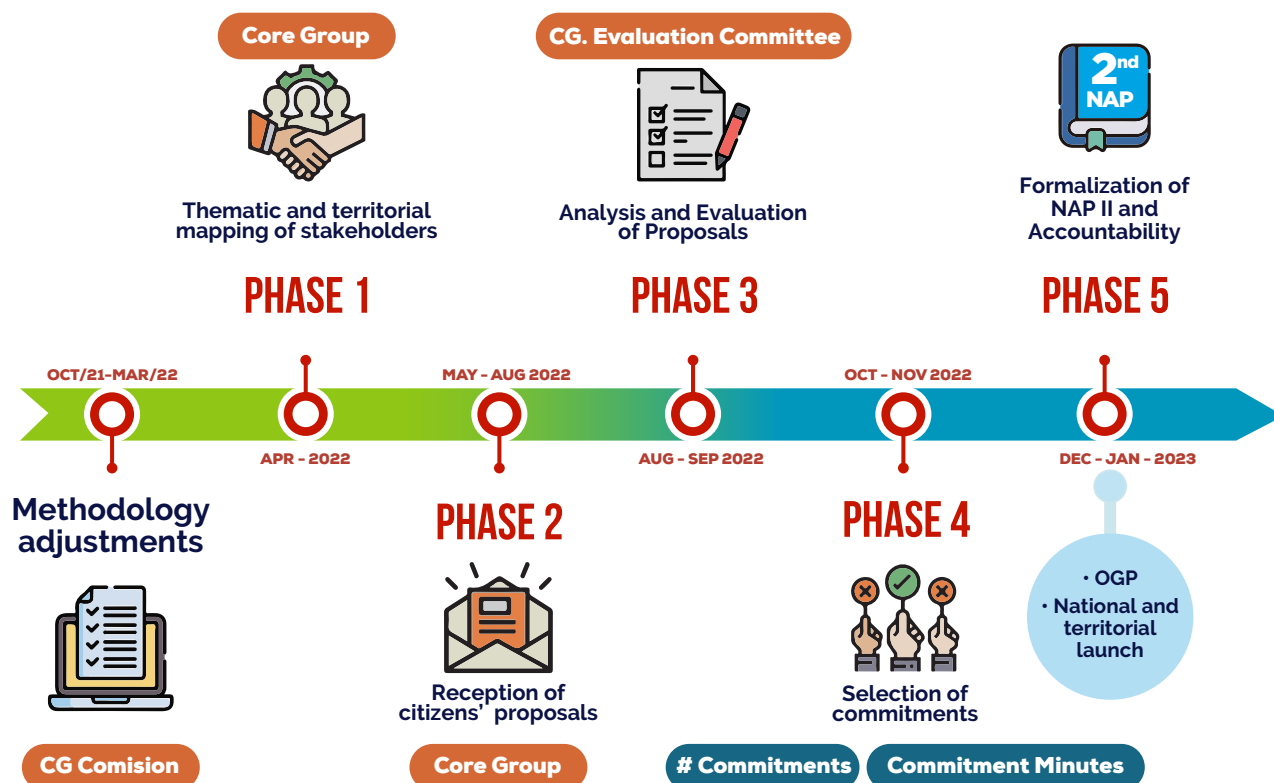 Core Group
CG. Evaluation Committee
2nd
NAP
Thematic and territorial
mapping of stakeholders
Analysis and Evaluation
of Proposals
Formalization of
NAP II and
Accountability
PHASE 1
PHASE 3
PHASE 5
OCT/21-MAR/22
MAY - AUG 2022
OCT - NOV 2022
APR - 2022
AUG - SEP 2022
DEC - JAN - 2023
Methodology
adjustments
PHASE 2
PHASE 4
• OGP
• National and
territorial
launch
Reception of
citizens’ proposals
Selection of
commitments
CG Comision
Core Group
# Commitments
Commitment Minutes